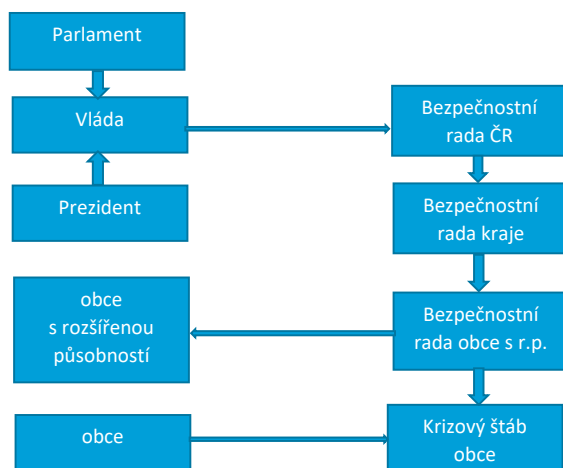 Parlament
Vláda
Prezident
Bezpečnostní
rada ČR
Bezpečnostní
rada kraje
obce
s rozšířenou
působností
Bezpečnostní
rada obce s r.p.
obce
Krizový štáb
obce